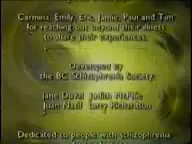 Carmina, Emily, Eric, Jamie, Paul and Tim
for reaching out beyond their illness
to share their experiences.
Developed by
the B.C. Schizophrenia Society:
Jane Duval Judith
Joan Nazif Larry Richardson
Dedicated to people with schizophrenia